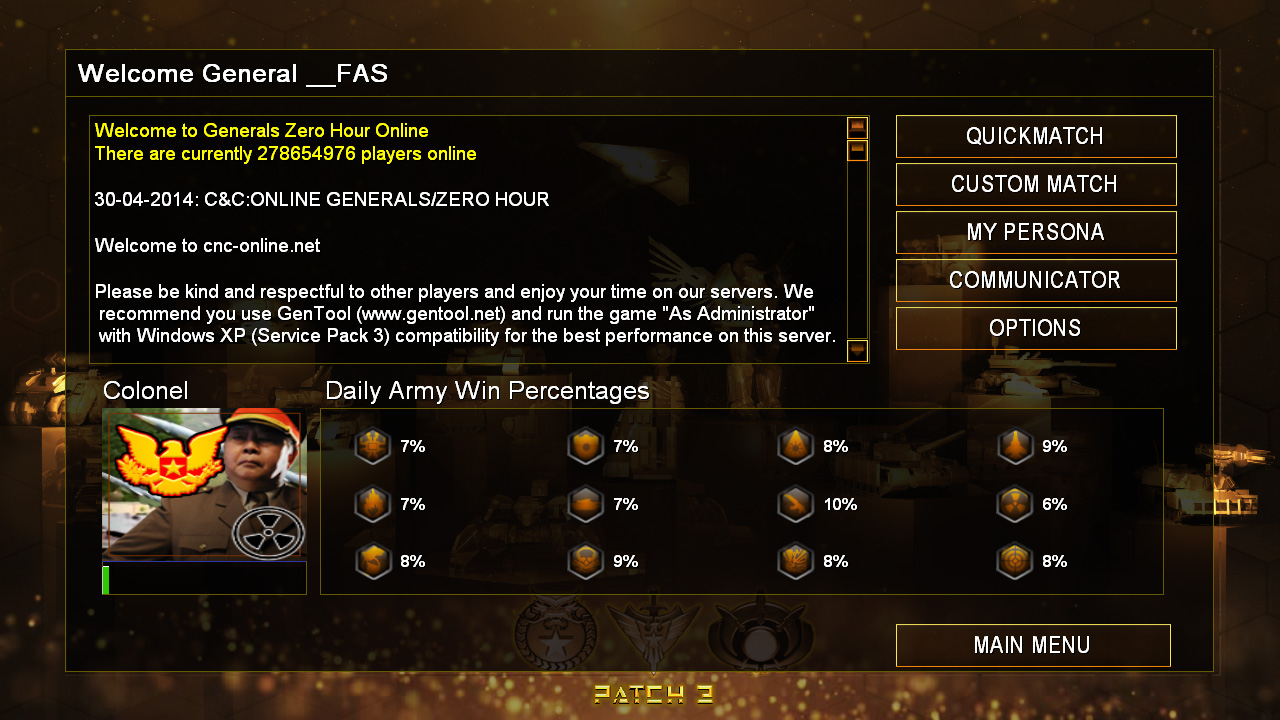 Welcome General __FAS
Welcome to Generals Zero Hour Online
There are currently 278654976 players online
30-04-2014: C&C:ONLINE GENERALS/ZERO HOUR
Welcome to cnc-online.net
Please be kind and respectful to other players and enjoy your time on our servers. We
recommend you use GenTool (www.gentool.net) and run the game "As Administrator"
with Windows XP (Service Pack 3) compatibility for the best performance on this server.
QUICKMATCH
CUSTOM MATCH
MY PERSONA
COMMUNICATOR
OPTIONS
Colonel
Daily Army Win Percentages
7% 7% 8% 9%
7% 7% 10% 6%
8% 9% 8% 8%
MAIN MENU
PATCH 3